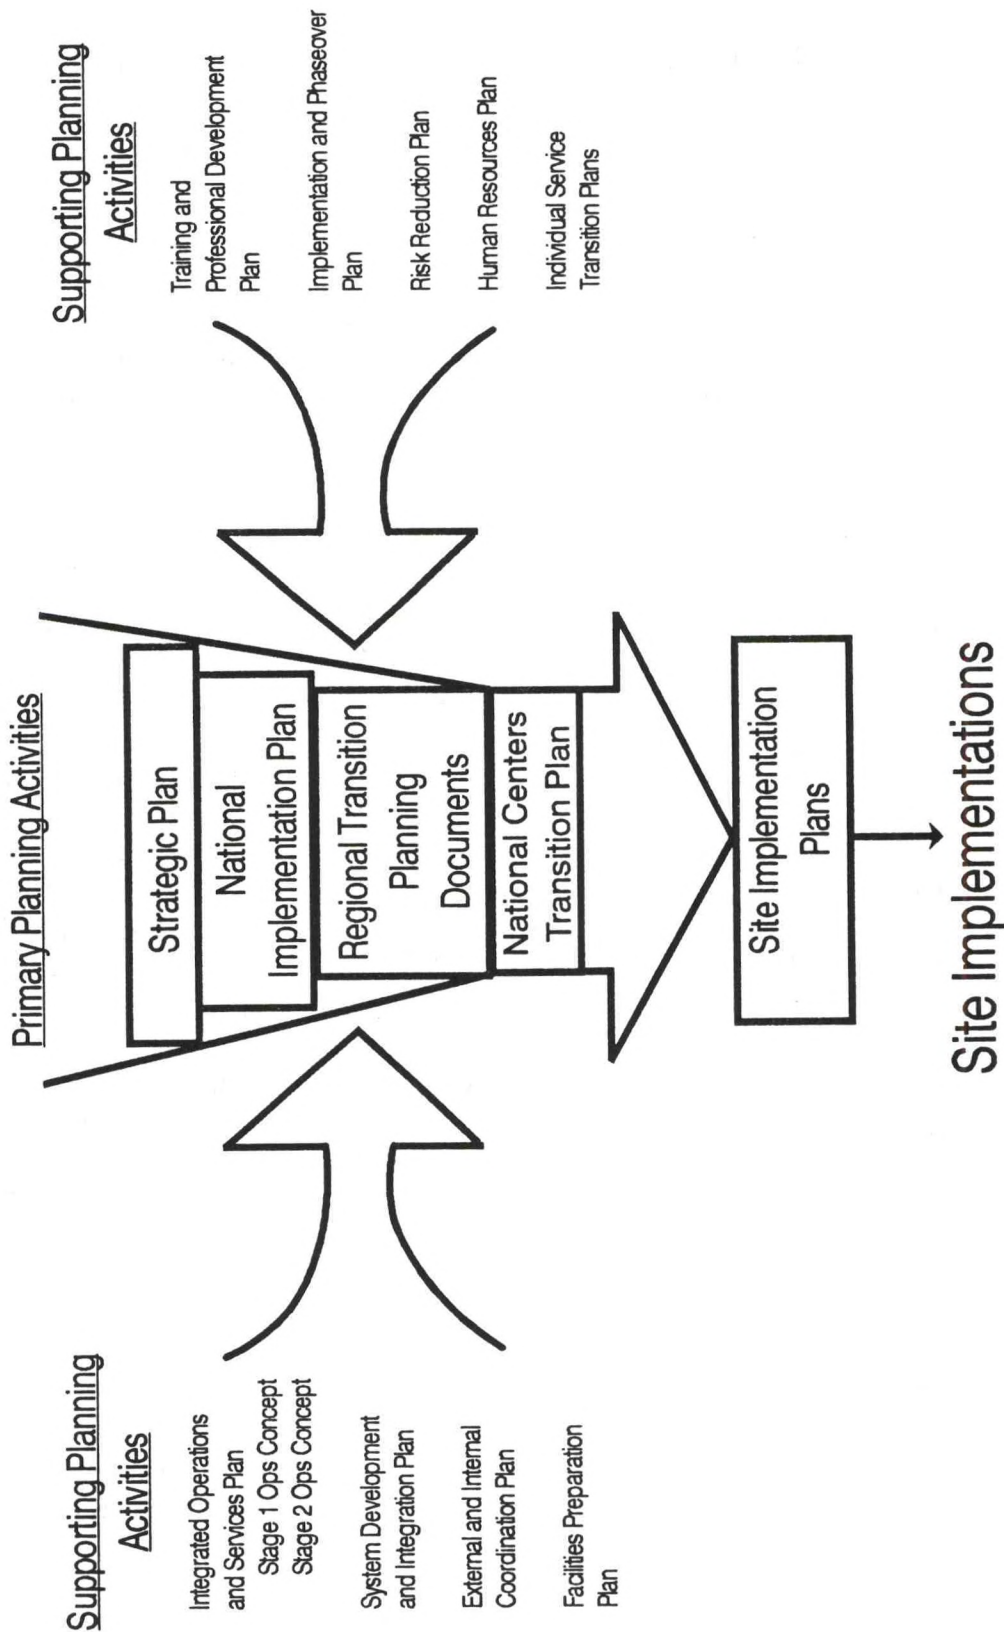 Primary Planning Activities
Supporting Planning
Activities
Integrated Operations
and Services Plan
Stage 1 Ops Concept
Stage 2 Ops Concept
System Development
and Integration Plan
External and Internal
Coordination Plan
Facilities Preparation
Plan
Strategic Plan
National
Implementation Plan
Regional Transition
Planning
Documents
National Centers
Transition Plan
Site Implementation
Plans
Site Implementations
Supporting Planning
Activities
Training and
Professional Development
Plan
Implementation and Phaseover
Plan
Risk Reduction Plan
Human Resources Plan
Individual Service
Transition Plans